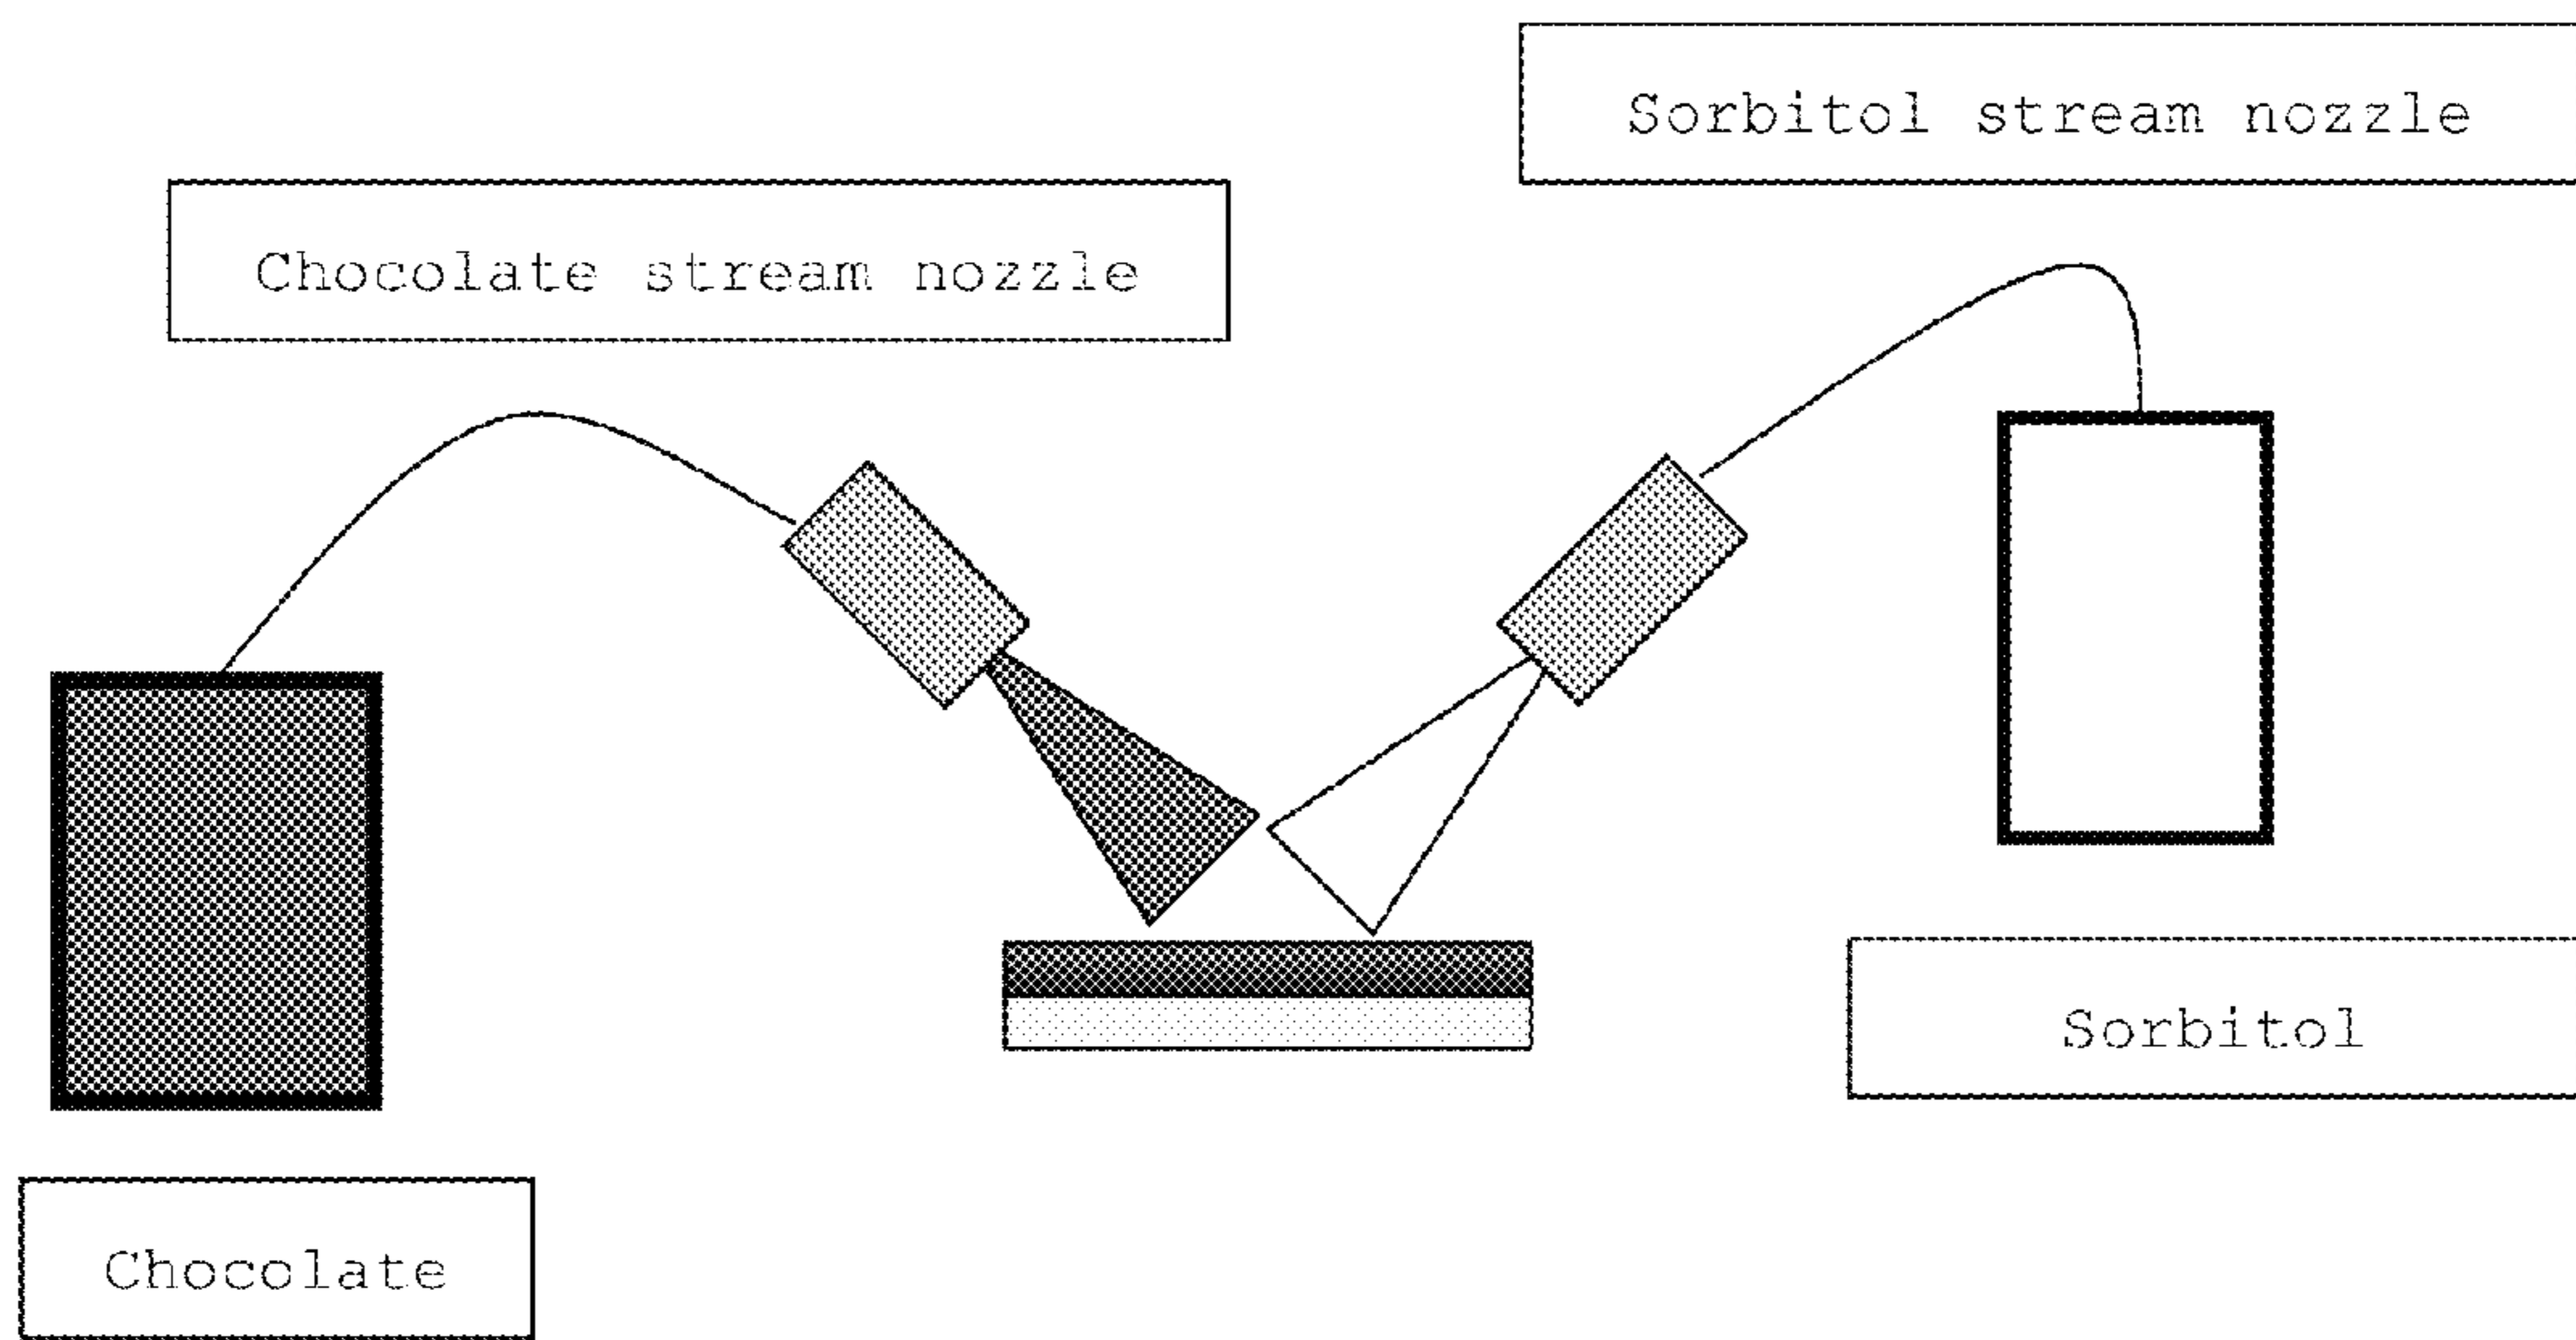 Sorbitol stream nozzle
Chocolate stream nozzle
Sorbitol
Chocolate